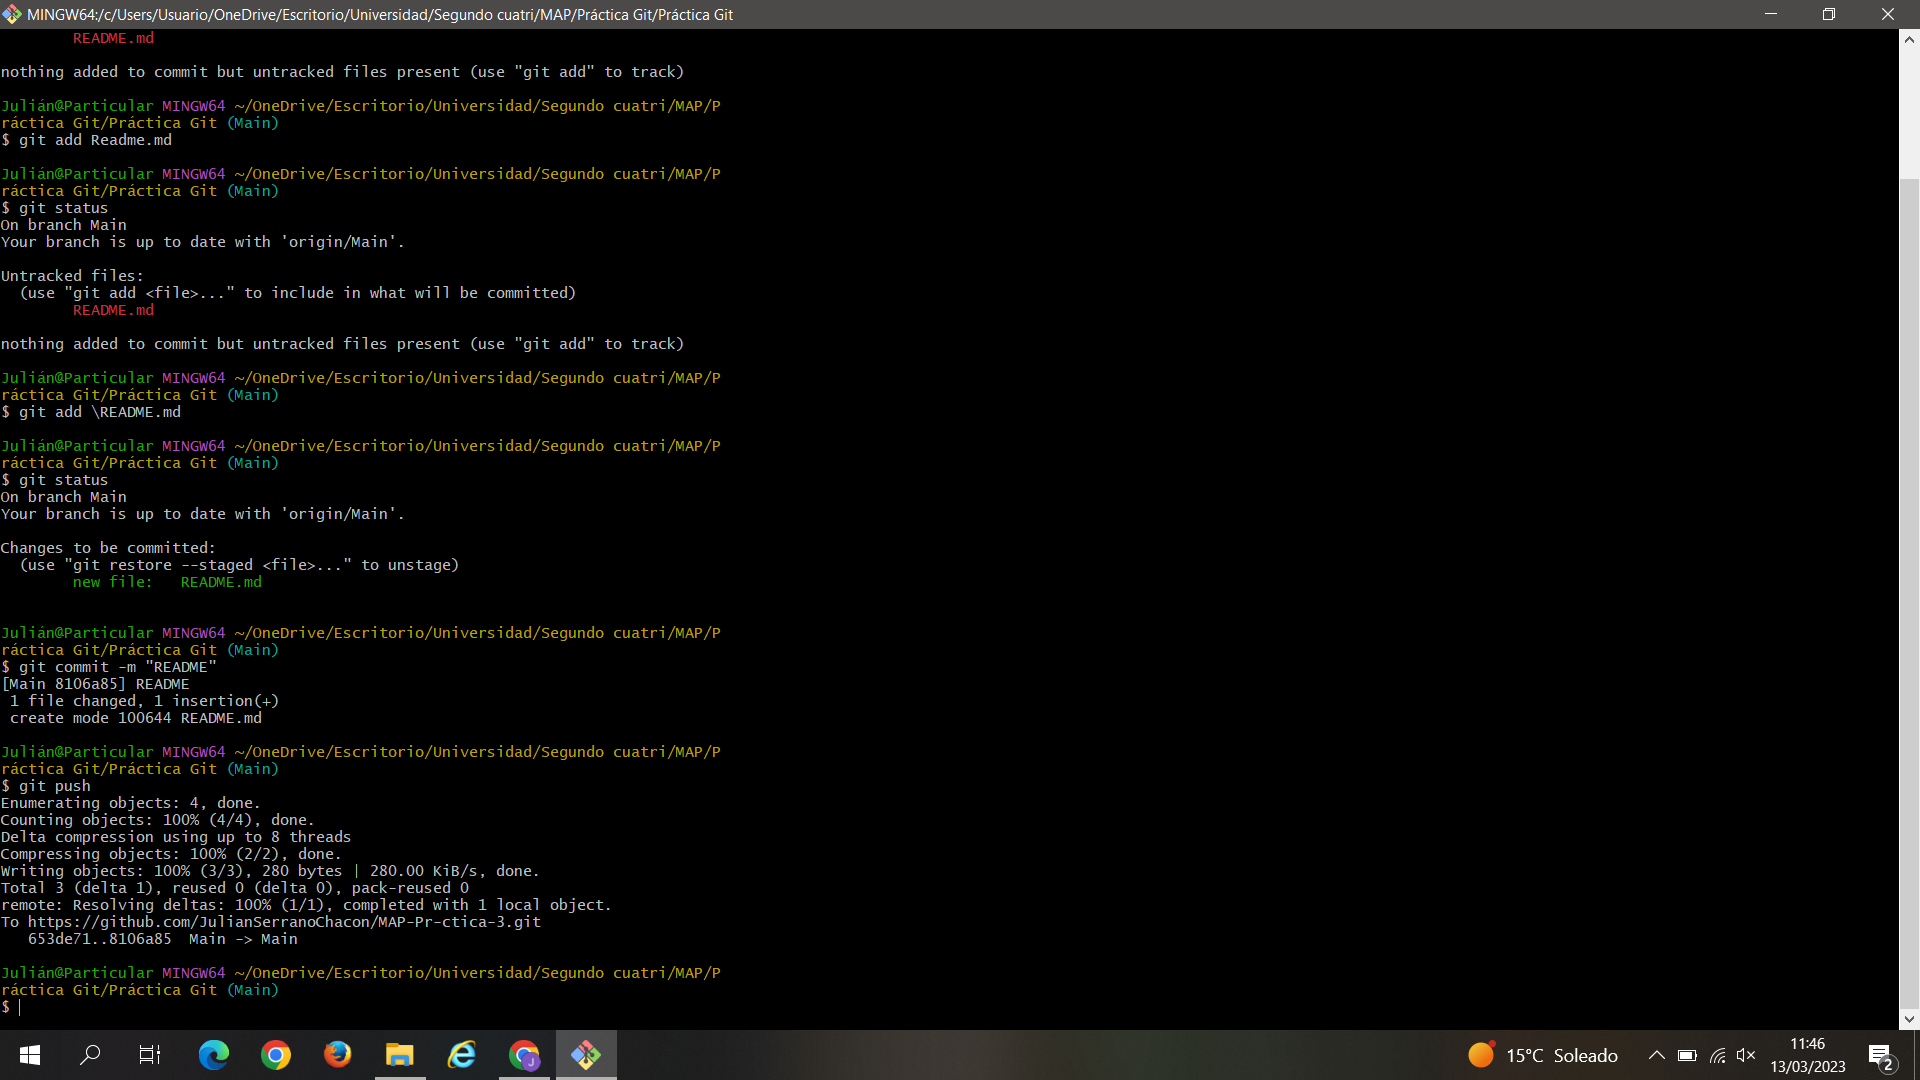 MINGW64:/c/Users/Usuario/OneDrive/Escritorio/Universidad/Segundo cuatri/MAP/Práctica Git/Práctica Git
README.md
nothing added to commit but untracked files present (use "git add" to track)
Julián@Particular MINGW64 ~/OneDrive/Escritorio/Universidad/Segundo cuatri/MAP/P
ráctica Git/Práctica Git (Main)
$ git add Readme.md
Julián@Particular MINGW64 ~/OneDrive/Escritorio/Universidad/Segundo cuatri/MAP/P
ráctica Git/Práctica Git (Main)
$ git status
On branch Main
Your branch is up to date with 'origin/Main'.
Untracked files:
(use "git add <file>..." to include in what will be committed)
README.md
nothing added to commit but untracked files present (use "git add" to track)
Julián@Particular MINGW64 ~/OneDrive/Escritorio/Universidad/Segundo cuatri/MAP/P
ráctica Git/Práctica Git (Main)
$ git add \README.md
Julián@Particular MINGW64 ~/OneDrive/Escritorio/Universidad/Segundo cuatri/MAP/P
ráctica Git/Práctica Git (Main)
$ git status
On branch Main
Your branch is up to date with 'origin/Main'.
Changes to be committed:
(use "git restore --staged <file>..." to unstage)
new file:   README.md
Julián@Particular MINGW64 ~/OneDrive/Escritorio/Universidad/Segundo cuatri/MAP/P
ráctica Git/Práctica Git (Main)
$ git commit -m "README"
[Main 8106a85] README
1 file changed, 1 insertion(+)
create mode 100644 README.md
Julián@Particular MINGW64 ~/OneDrive/Escritorio/Universidad/Segundo cuatri/MAP/P
ráctica Git/Práctica Git (Main)
$ git push
Enumerating objects: 4, done.
Counting objects: 100% (4/4), done.
Delta compression using up to 8 threads
Compressing objects: 100% (2/2), done.
Writing objects: 100% (3/3), 280 bytes | 280.00 KiB/s, done.
Total 3 (delta 1), reused 0 (delta 0), pack-reused 0
remote: Resolving deltas: 100% (1/1), completed with 1 local object.
To https://github.com/JulianSerranoChacon/MAP-Pr-ctica-3.git
653de71..8106a85  Main -> Main
Julián@Particular MINGW64 ~/OneDrive/Escritorio/Universidad/Segundo cuatri/MAP/P
ráctica Git/Práctica Git (Main)
$
J
15°C Soleado
11:46
13/03/2023
2